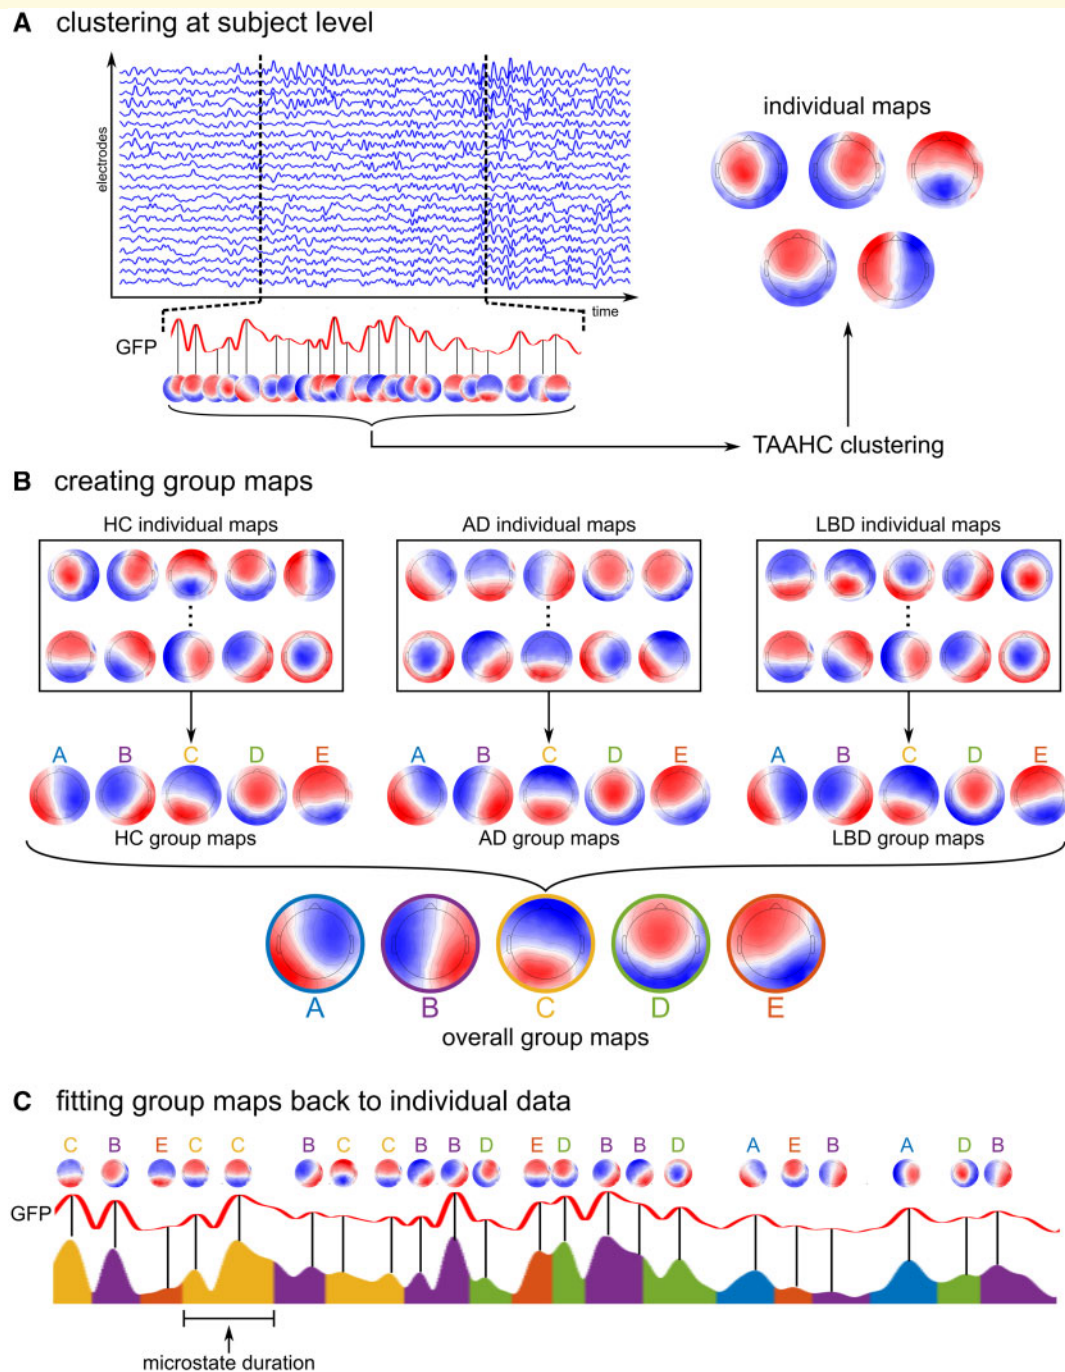 A clustering at subject level
electrodes
time
GFP
individual maps
TAAHC clustering
B creating group maps
HC individual maps
AD individual maps
LBD individual maps
A B C D E
A B C D E
A B C D E
HC group maps
AD group maps
LBD group maps
A B C D E
overall group maps
C fitting group maps back to individual data
C B E C C B C C B B D E D B B D A E B A D B
GFP
microstate duration